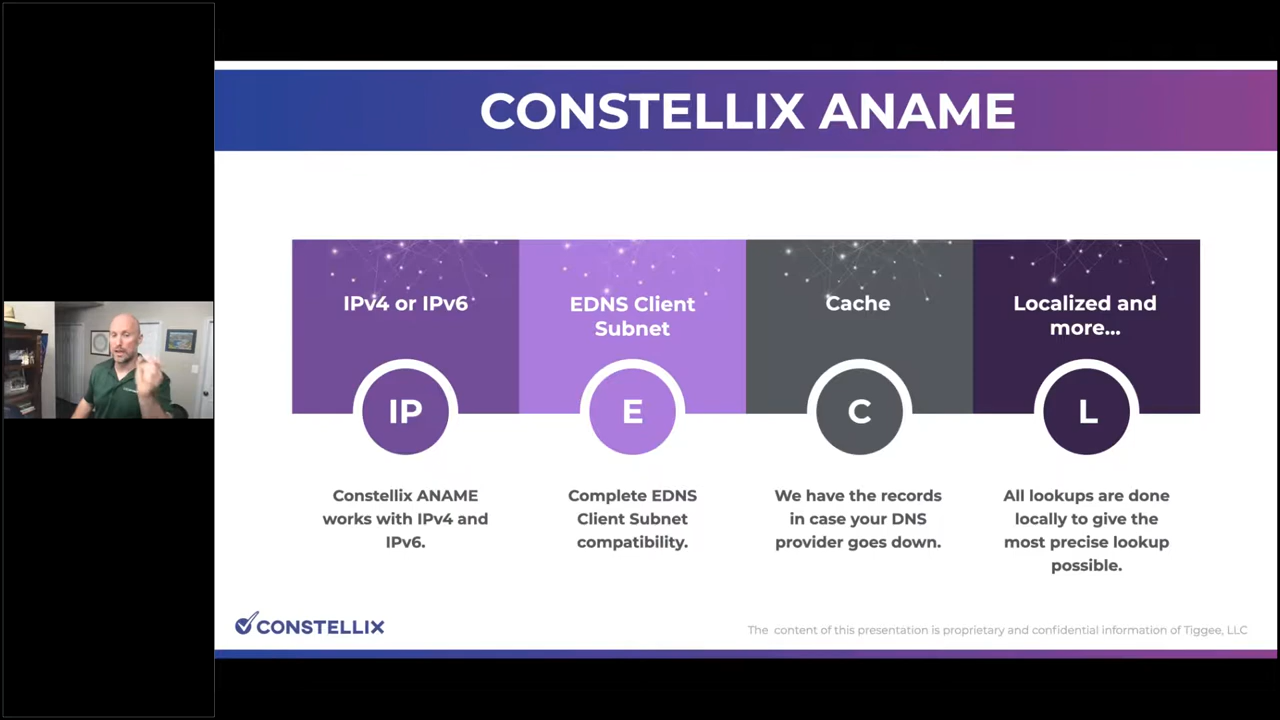 CONSTELLIX ANAME
IPv4 or IPv6
IP
Constellix ANAME
works with IPv4 and
IPv6.
EDNS Client
Subnet
E
Complete EDNS
Client Subnet
compatibility.
Cache
C
We have the records
in case your DNS
provider goes down.
Localized and
more...
L
All lookups are done
locally to give the
most precise lookup
possible.
CONSTELLIX
The content of this presentation is proprietary and confidential information of Tiggee, LLC